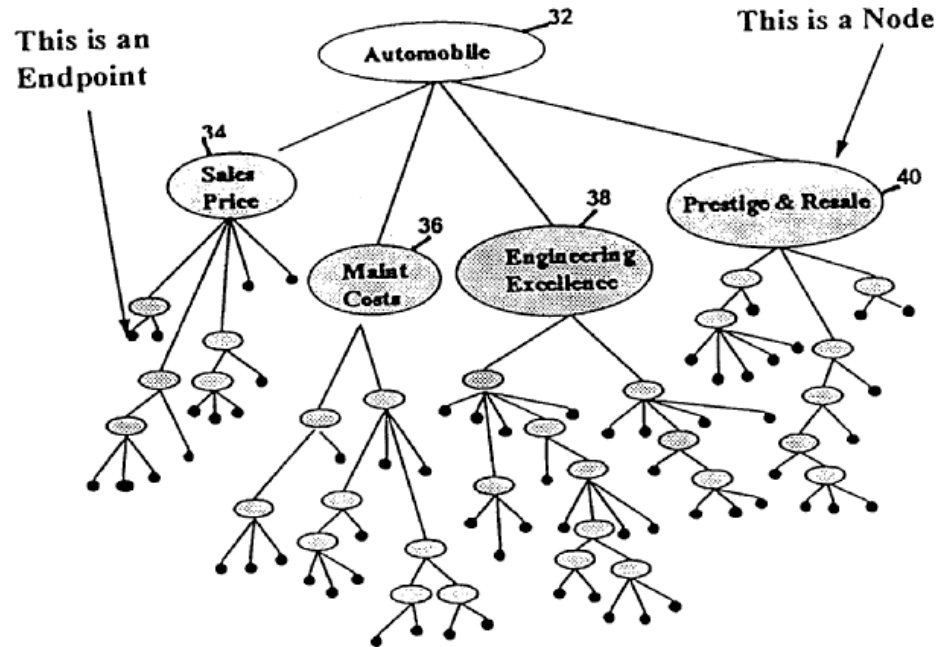 This is an
Endpoint
32
Automobile
This is a Node
34
Sales
Price
36
Maint
Costs
38
Engineering
Excellence
40
Prestige & Resale